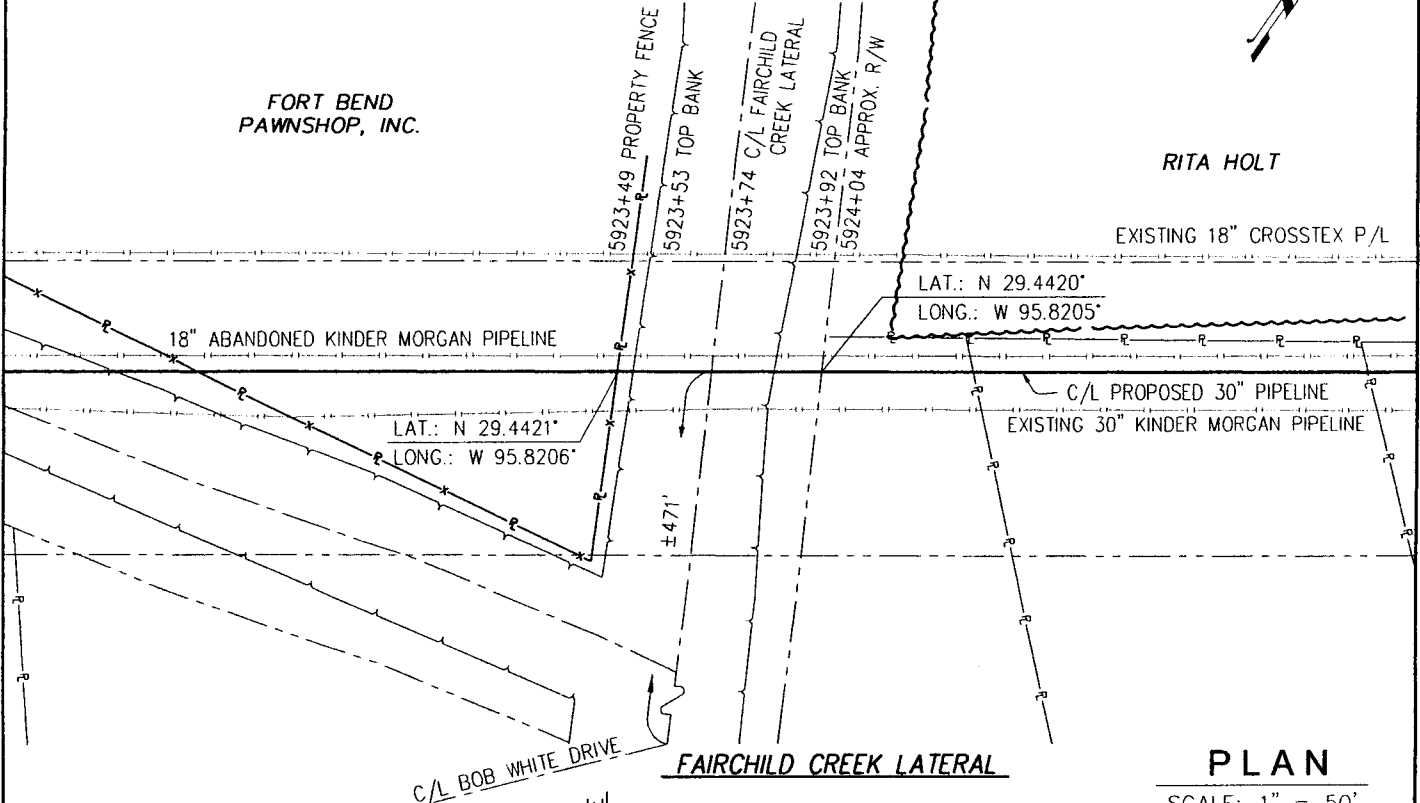 FORT BEND
PAWNSHOP, INC.
5923+49 PROPERTY FENCE
5923+53 TOP BANK
5923+74 C/L FAIRCHILD
CREEK LATERAL
5923+92 TOP BANK
5924+04 APPROX. R/W
RITA HOLT
EXISTING 18" CROSSTEX P/L
LAT.: N 29.4420°
LONG.: W 95.8205°
18" ABANDONED KINDER MORGAN PIPELINE
C/L PROPOSED 30" PIPELINE
EXISTING 30" KINDER MORGAN PIPELINE
LAT.: N 29.4421°
LONG.: W 95.8206°
±471'
C/L BOB WHITE DRIVE
FAIRCHILD CREEK LATERAL
PLAN
SCALE: 1" = 50'